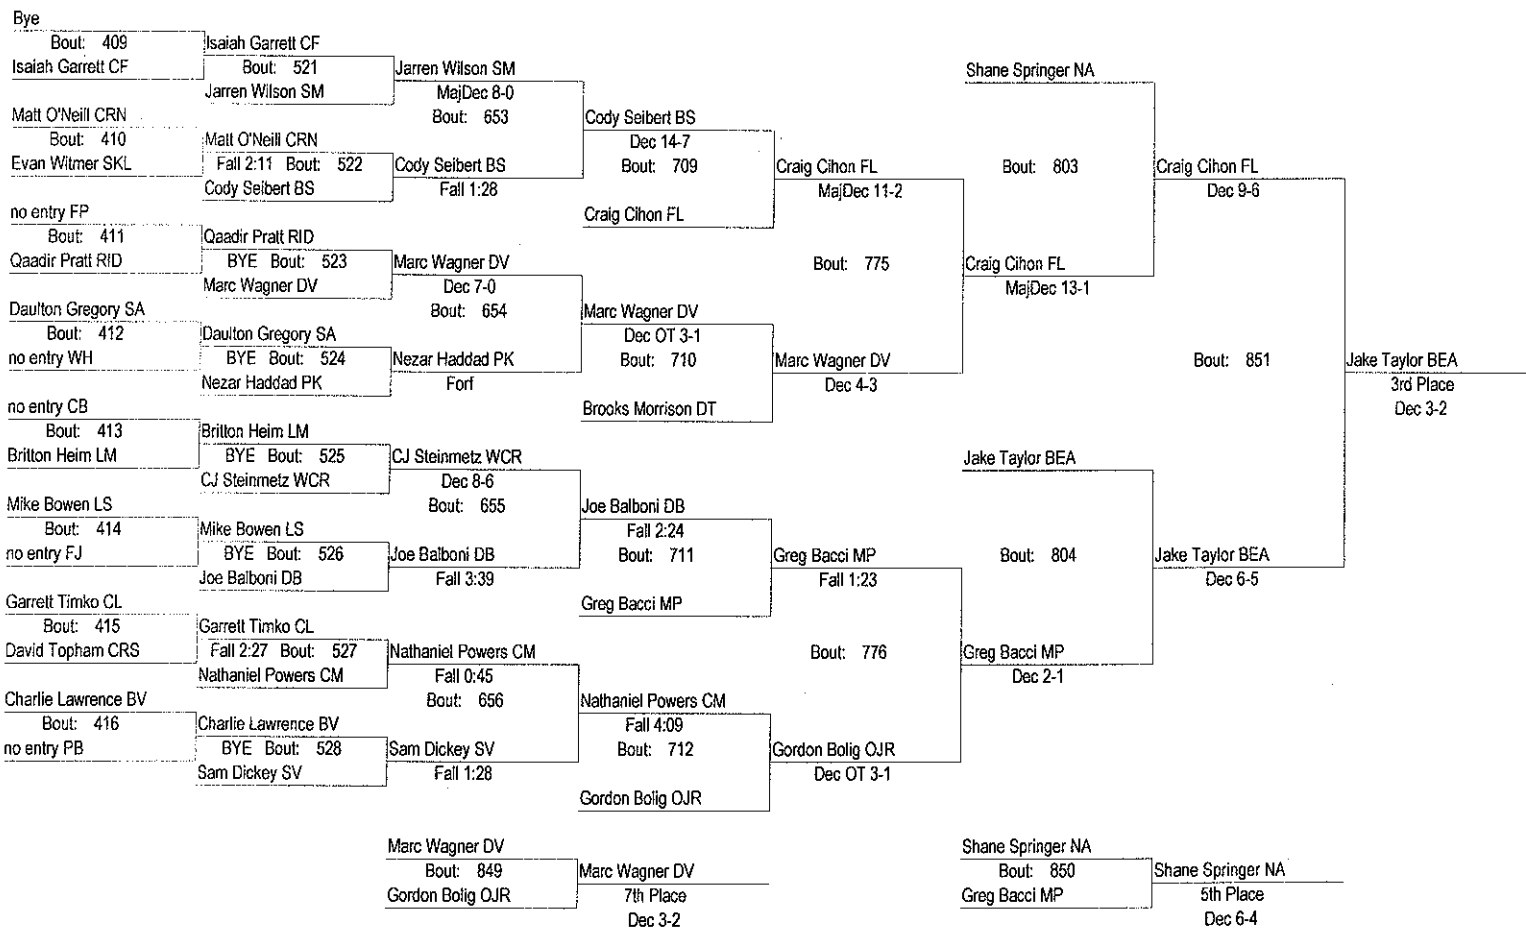 Bye
Bout: 409
Isaiah Garrett CF
Matt O'Neill CRN
Bout: 410
Evan Witmer SKL
no entry FP
Bout: 411
Qaadir Pratt RID
Daulton Gregory SA
Bout: 412
no entry WH
no entry CB
Bout: 413
Britton Heim LM
Mike Bowen LS
Bout: 414
no entry FJ
Garrett Timko CL
Bout: 415
David Topham CRS
Charlie Lawrence BV
Bout: 416
no entry PB
Isaiah Garrett CF
Bout: 521
Jarren Wilson SM
Matt O'Neill CRN
Fall 2:11 Bout: 522
Cody Seibert BS
Qaadir Pratt RID
BYE Bout: 523
Marc Wagner DV
Daulton Gregory SA
BYE Bout: 524
Nezar Haddad PK
Britton Heim LM
BYE Bout: 525
CJ Steinmetz WCR
Mike Bowen LS
BYE Bout: 526
Joe Balboni DB
Garrett Timko CL
Fall 2:27 Bout: 527
Nathaniel Powers CM
Charlie Lawrence BV
BYE Bout: 528
Sam Dickey SV
Jarren Wilson SM
MajDec 8-0
Bout: 653
Cody Seibert BS
Fall 1:28
Marc Wagner DV
Dec 7-0
Bout: 654
Nezar Haddad PK
Forf
CJ Steinmetz WCR
Dec 8-6
Bout: 655
Joe Balboni DB
Fall 3:39
Nathaniel Powers CM
Fall 0:45
Bout: 656
Sam Dickey SV
Fall 1:28
Cody Seibert BS
Dec 14-7
Bout: 709
Craig Cihon FL
Marc Wagner DV
Dec OT 3-1
Bout: 710
Brooks Morrison DT
Joe Balboni DB
Fall 2:24
Bout: 711
Greg Bacci MP
Nathaniel Powers CM
Fall 4:09
Bout: 712
Gordon Bolig OJR
Craig Cihon FL
MajDec 11-2
Bout: 775
Marc Wagner DV
Dec 4-3
Greg Bacci MP
Fall 1:23
Bout: 776
Gordon Bolig OJR
Dec OT 3-1
Shane Springer NA
Bout: 803
Craig Cihon FL
MajDec 13-1
Jake Taylor BEA
Bout: 804
Greg Bacci MP
Dec 2-1
Craig Cihon FL
Dec 9-6
Bout: 851
Jake Taylor BEA
Dec 6-5
Jake Taylor BEA
3rd Place
Dec 3-2
Marc Wagner DV
Bout: 849
Gordon Bolig OJR
Marc Wagner DV
7th Place
Dec 3-2
Shane Springer NA
Bout: 850
Greg Bacci MP
Shane Springer NA
5th Place
Dec 6-4